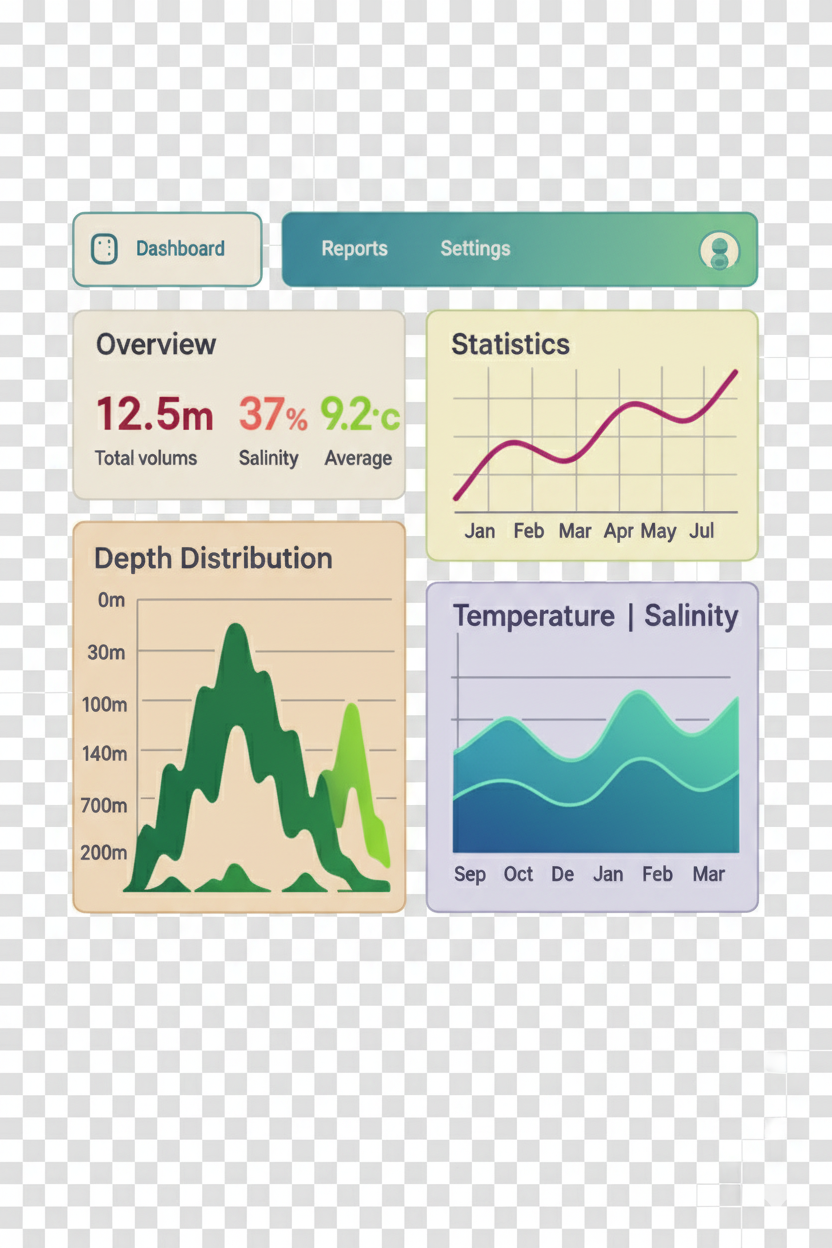 Dashboard
Reports Settings
Overview
12.5m 37% 9.2·c
Total volums Salinity Average
Statistics
Jan Feb Mar Apr May Jul
Depth Distribution
0m
30m
100m
140m
700m
200m
Temperature | Salinity
Sep Oct De Jan Feb Mar